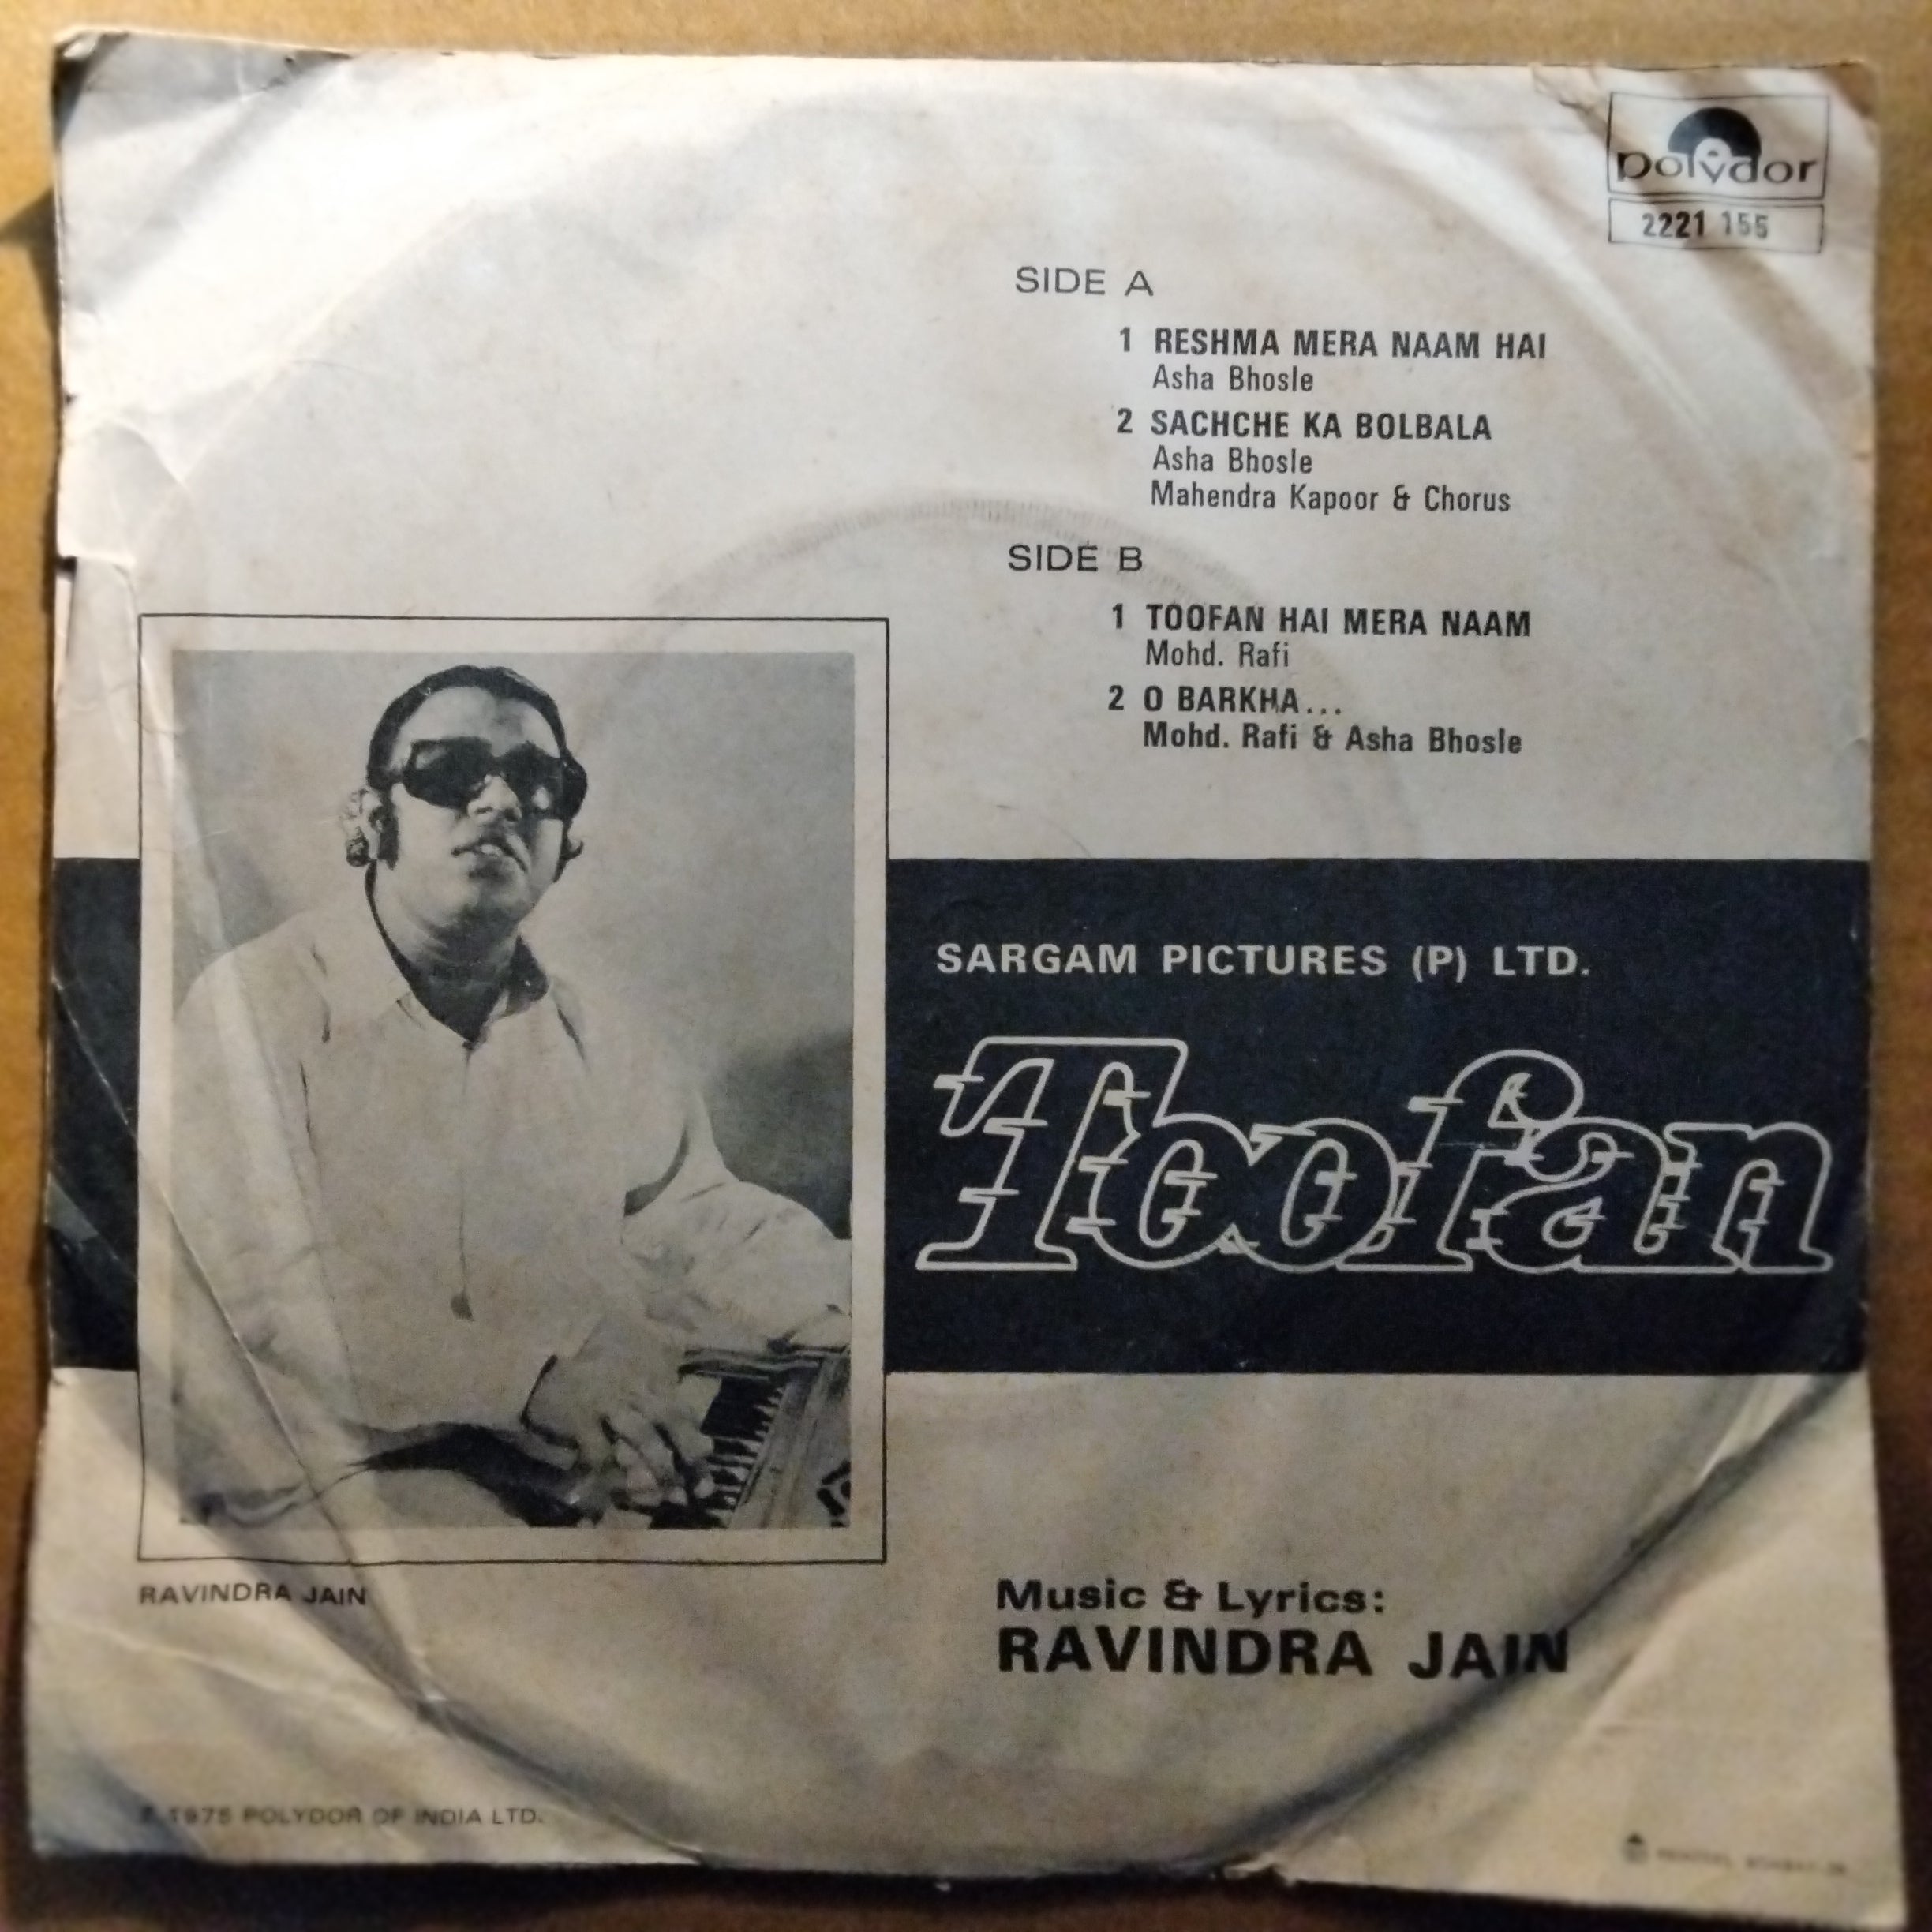 polydor
2221 155
SIDE A
1 RESHMA MERA NAAM HAI
Asha Bhosle
2 SACHCHE KA BOLBALA
Asha Bhosle
Mahendra Kapoor & Chorus
SIDE B
1 TOOFAN HAI MERA NAAM
Mohd. Rafi
2 O BARKHA...
Mohd. Rafi & Asha Bhosle
SARGAM PICTURES (P) LTD.
Toofan
RAVINDRA JAIN
Music & Lyrics:
RAVINDRA JAIN
1975 POLYDOR OF INDIA LTD.